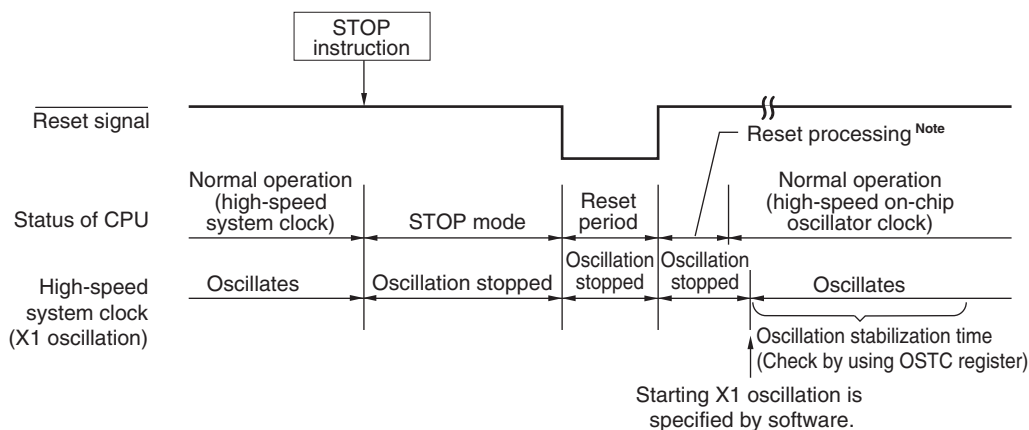 STOP
instruction
Reset signal
Reset processing Note
Normal operation
(high-speed
system clock)
Reset
period
Normal operation
(high-speed on-chip
oscillator clock)
Status of CPU
STOP mode
High-speed
system clock
(X1 oscillation)
Oscillates
Oscillation stopped
Oscillation
stopped
Oscillation
stopped
Oscillates
Oscillation stabilization time
(Check by using OSTC register)
Starting X1 oscillation is
specified by software.